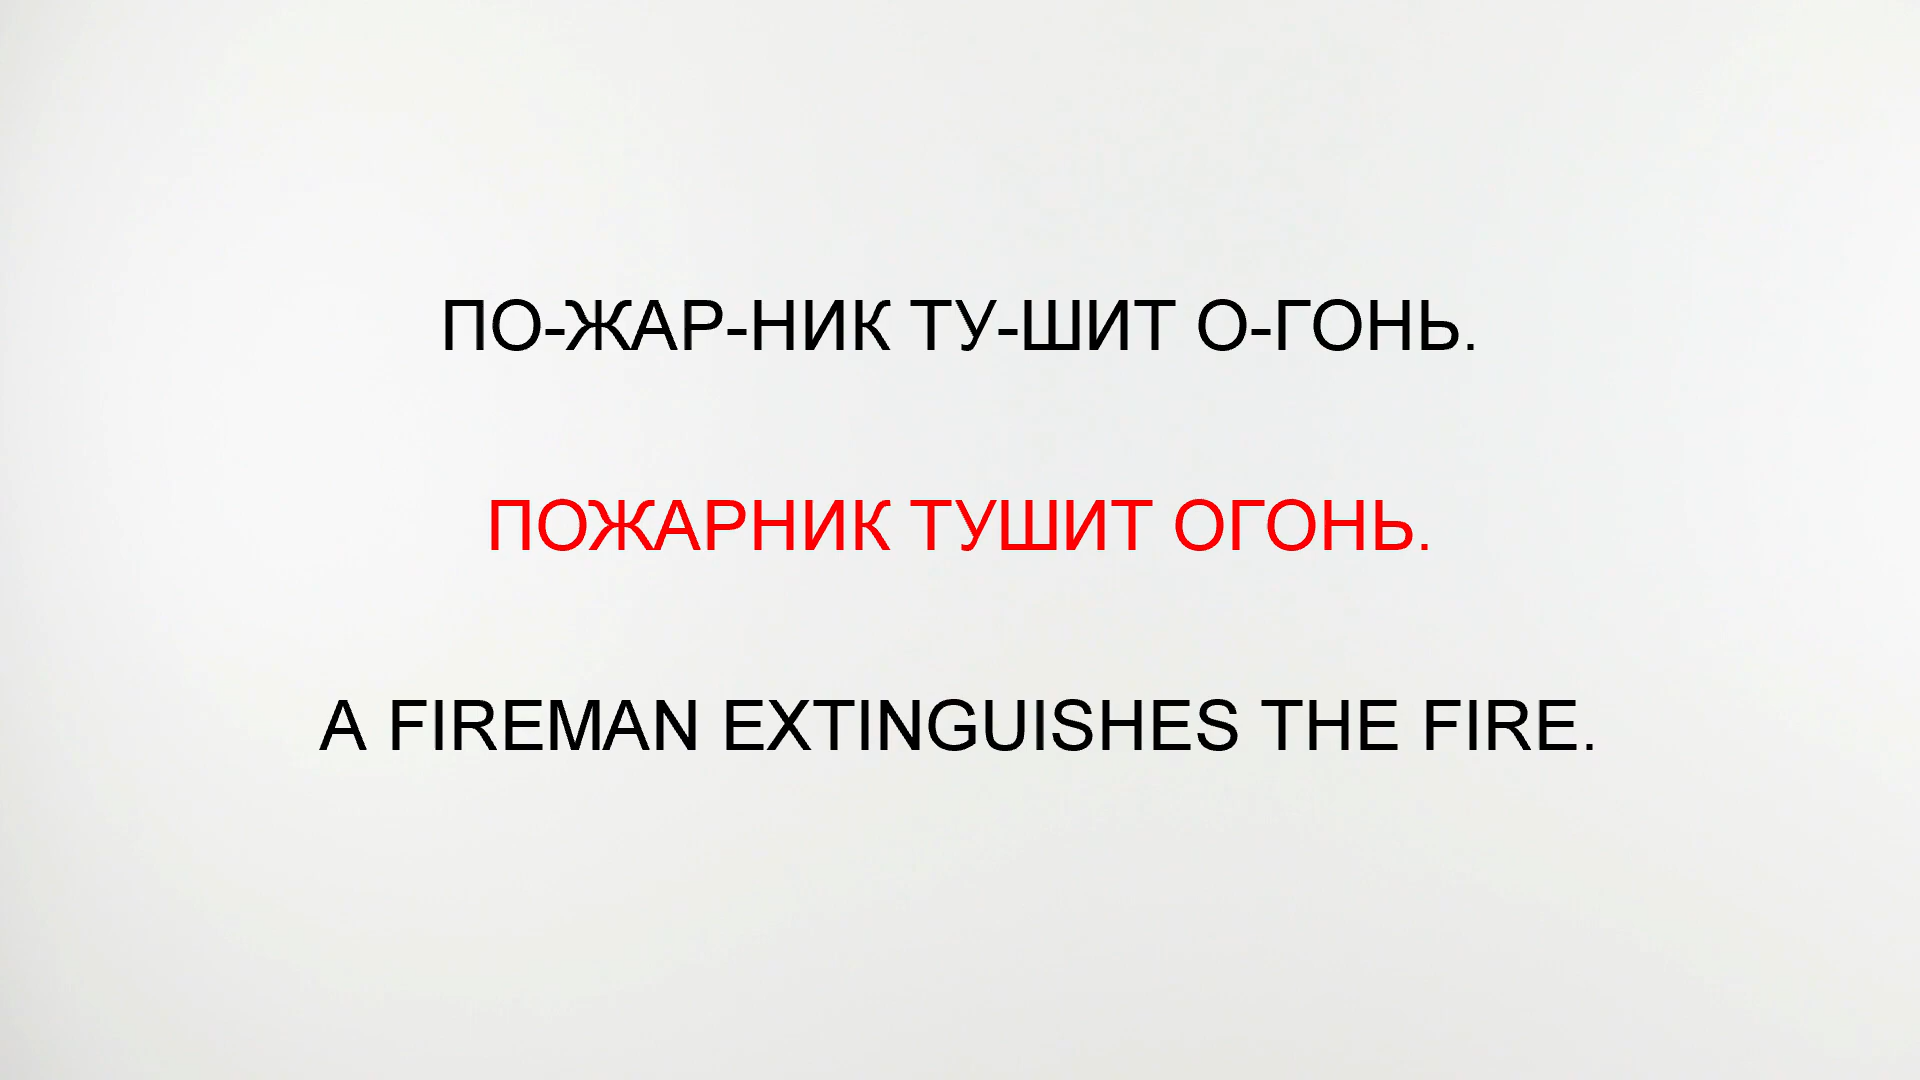 ПО-ЖАР-НИК ТУ-ШИТ О-ГОНЬ.
ПОЖАРНИК ТУШИТ ОГОНЬ.
A FIREMAN EXTINGUISHES THE FIRE.